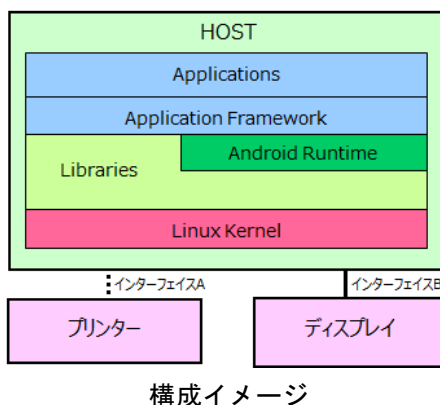 HOST
Applications
Application Framework
Android Runtime
Libraries
Linux Kernel
インターフェイスA
インターフェイスB
プリンター
ディスプレイ
構成イメージ